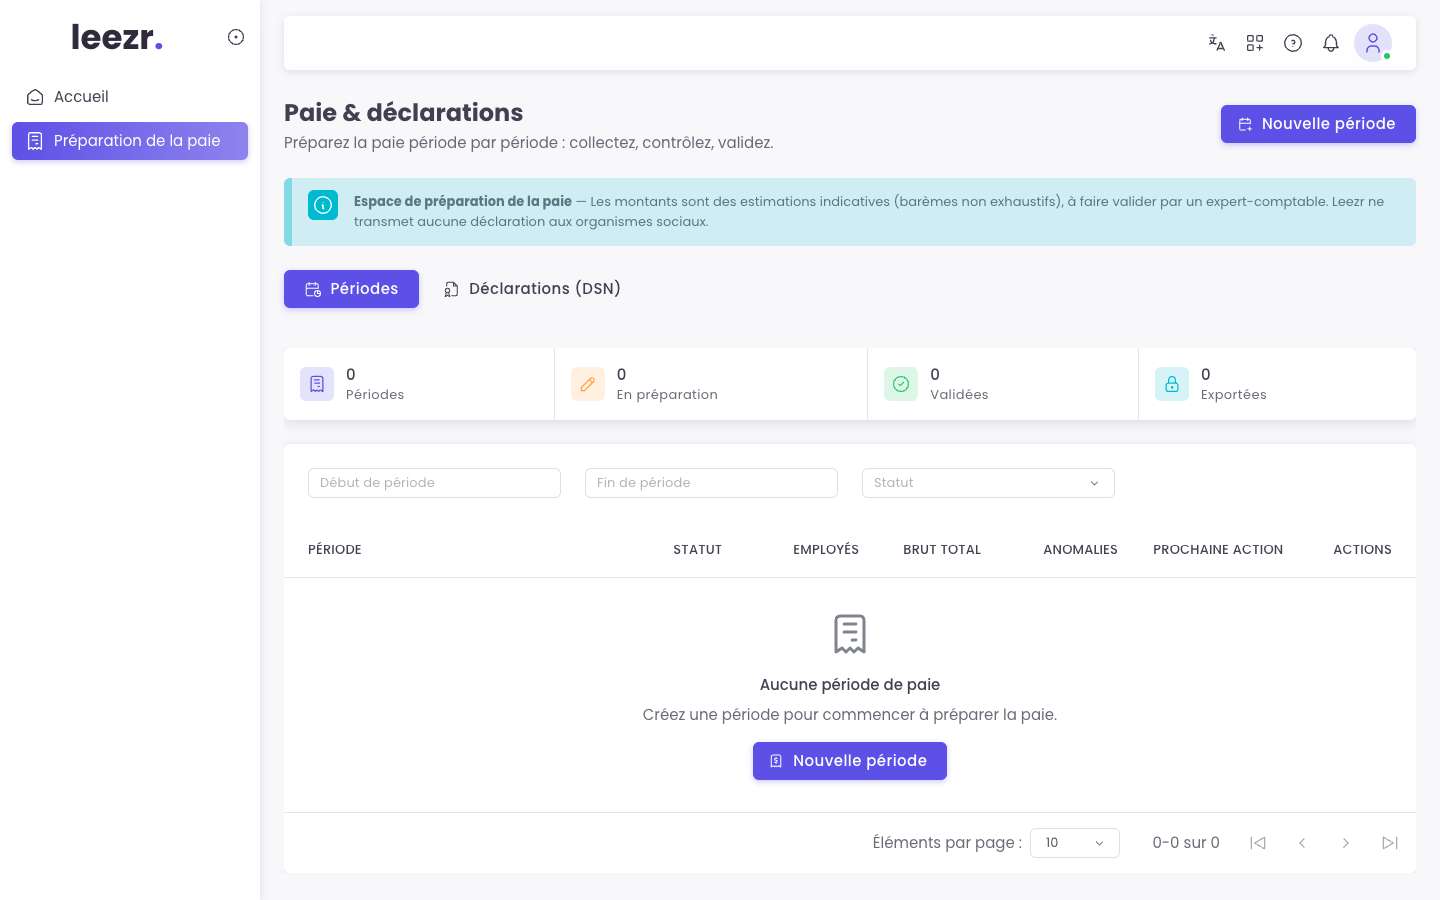 leezr.
Accueil
Préparation de la paie
Paie & déclarations
Préparez la paie période par période : collectez, contrôlez, validez.
Nouvelle période
Espace de préparation de la paie — Les montants sont des estimations indicatives (barèmes non exhaustifs), à faire valider par un expert-comptable. Leezr ne
transmet aucune déclaration aux organismes sociaux.
Périodes
Déclarations (DSN)
0
Périodes
0
En préparation
0
Validées
0
Exportées
Début de période
Fin de période
Statut
PÉRIODE STATUT EMPLOYÉS BRUT TOTAL ANOMALIES PROCHAINE ACTION ACTIONS
Aucune période de paie
Créez une période pour commencer à préparer la paie.
Nouvelle période
Éléments par page : 10 0-0 sur 0